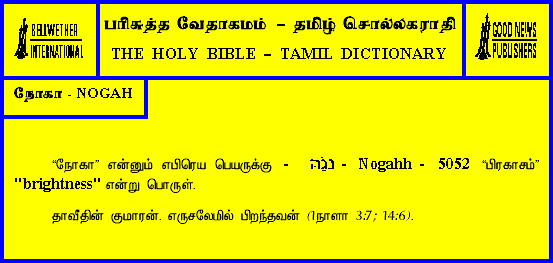 BELLWETHER
INTERNATIONAL
பரிசுத்த வேதாகமம் – தமிழ் சொல்லகராதி
THE HOLY BIBLE – TAMIL DICTIONARY
GOOD NEWS
PUBLISHERS
நோகா - NOGAH
“நோகா” என்னும் எபிரெய பெயருக்கு - נֹגַהּ - Nogahh - 5052 “பிரகாசம்”
"brightness" என்று பொருள்.
தாவீதின் குமாரன். எருசலேமில் பிறந்தவன் (1நாளா 3:7; 14:6).